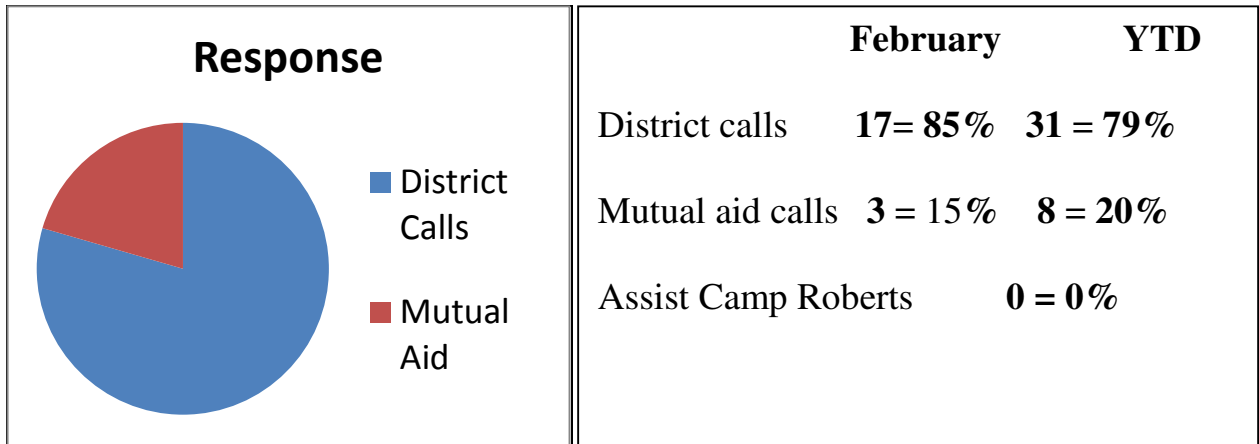 Response
District
Calls
Mutual
Aid
February YTD
District calls 17= 85% 31 = 79%
Mutual aid calls 3 = 15% 8 = 20%
Assist Camp Roberts 0 = 0%